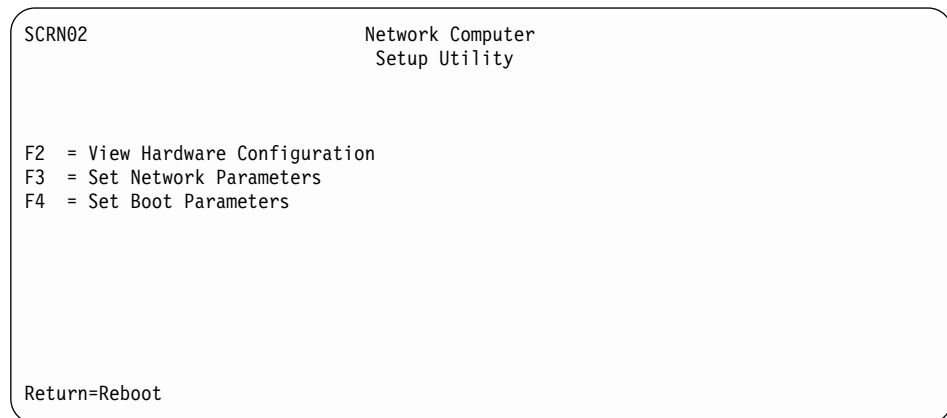 SCRN02 Network Computer
Setup Utility
F2 = View Hardware Configuration
F3 = Set Network Parameters
F4 = Set Boot Parameters
Return=Reboot